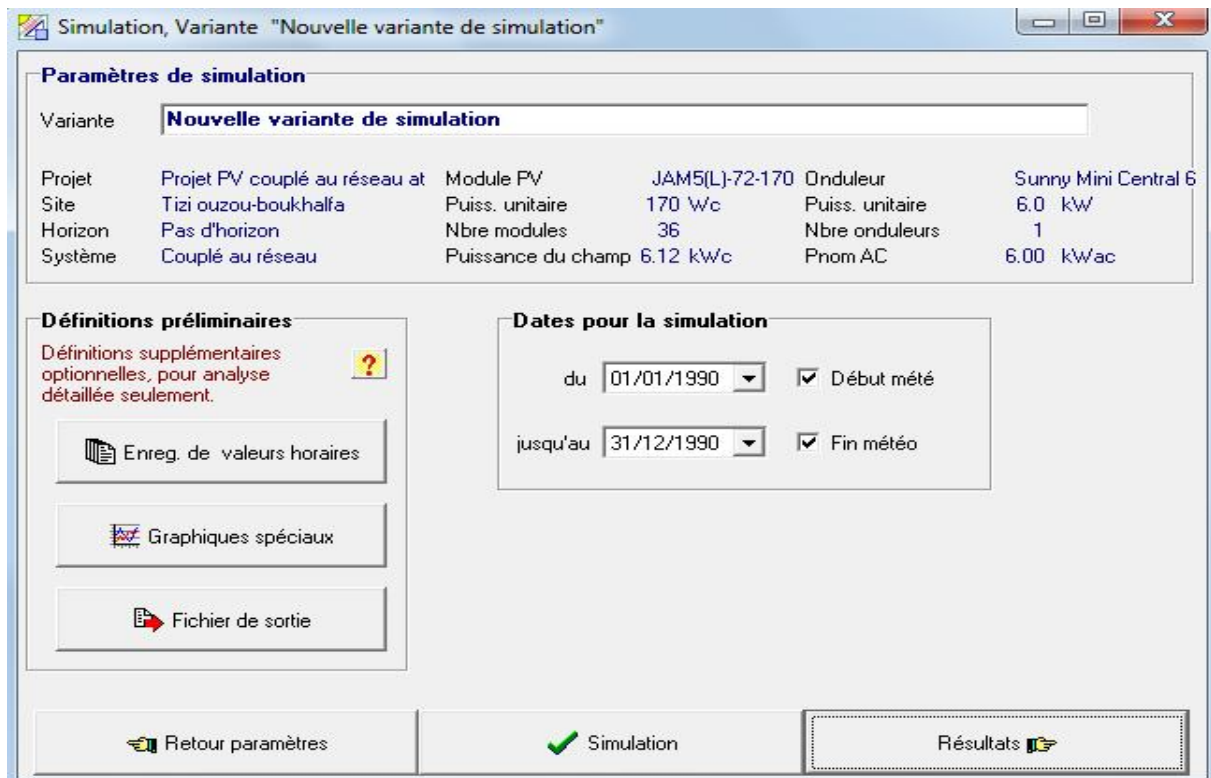 Simulation, Variante "Nouvelle variante de simulation"
Paramètres de simulation
Variante Nouvelle variante de simulation
Projet Projet PV couplé au réseau at Module PV JAM5(L)-72-170 Onduleur Sunny Mini Central 6
Site Tizi ouzou-boukhalfa Puiss. unitaire 170 Wc Puiss. unitaire 6.0 kW
Horizon Pas d'horizon Nbre modules 36 Nbre onduleurs 1
Système Couplé au réseau Puissance du champ 6.12 kWc Pnom AC 6.00 kWac
Définitions préliminaires
Définitions supplémentaires
optionnelles, pour analyse
détaillée seulement.
?
Enreg. de valeurs horaires
Graphiques spéciaux
Fichier de sortie
Dates pour la simulation
du 01/01/1990 Début mété
jusqu'au 31/12/1990 Fin météo
Retour paramètres Simulation Résultats